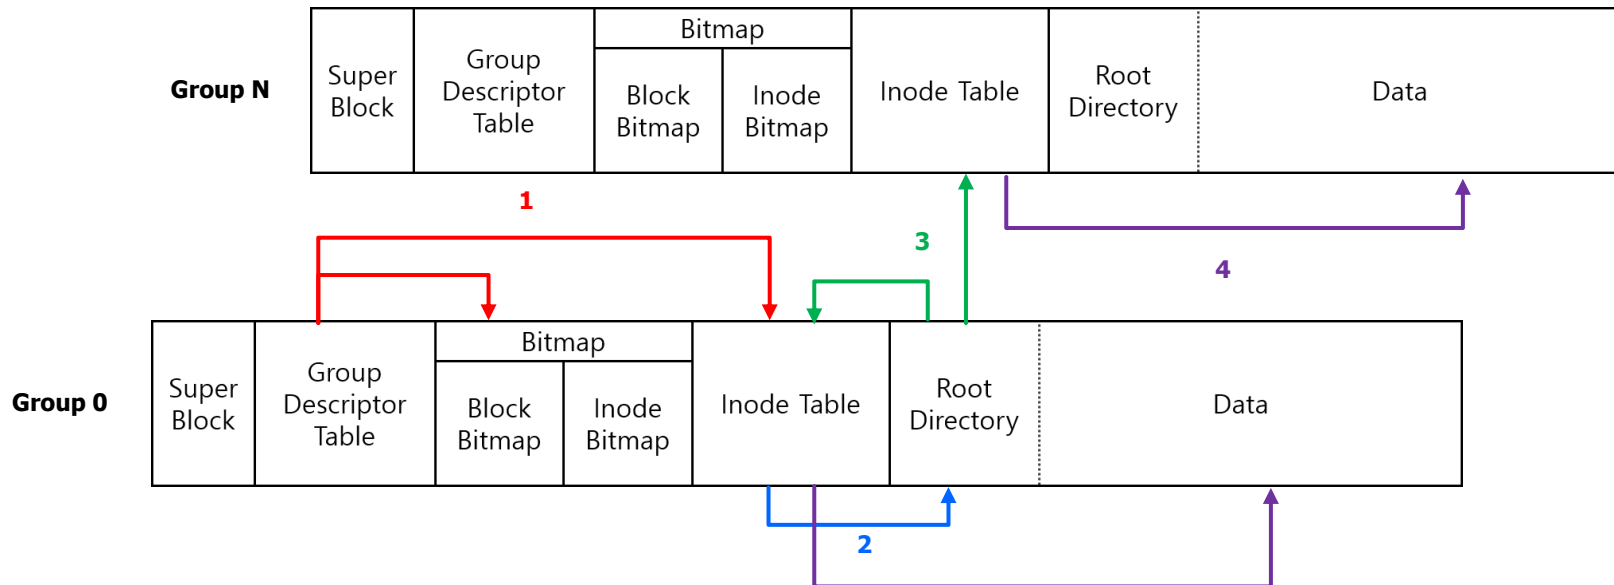 Group N
Super
Block
Group
Descriptor
Table
Bitmap
Block
Bitmap
Inode
Bitmap
Inode Table
Root
Directory
Data
1
3
4
Group 0
Super
Block
Group
Descriptor
Table
Bitmap
Block
Bitmap
Inode
Bitmap
Inode Table
Root
Directory
Data
2